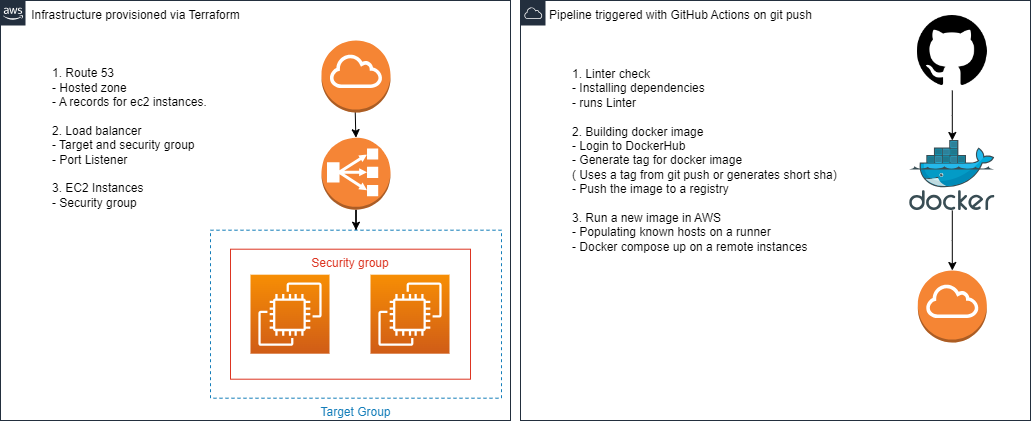 aws
Infrastructure provisioned via Terraform
1. Route 53
- Hosted zone
- A records for ec2 instances.
2. Load balancer
- Target and security group
- Port Listener
3. EC2 Instances
- Security group
Security group
Target Group
Pipeline triggered with GitHub Actions on git push
1. Linter check
- Installing dependencies
- runs Linter
2. Building docker image
- Login to DockerHub
- Generate tag for docker image
( Uses a tag from git push or generates short sha)
- Push the image to a registry
3. Run a new image in AWS
- Populating known hosts on a runner
- Docker compose up on a remote instances
docker